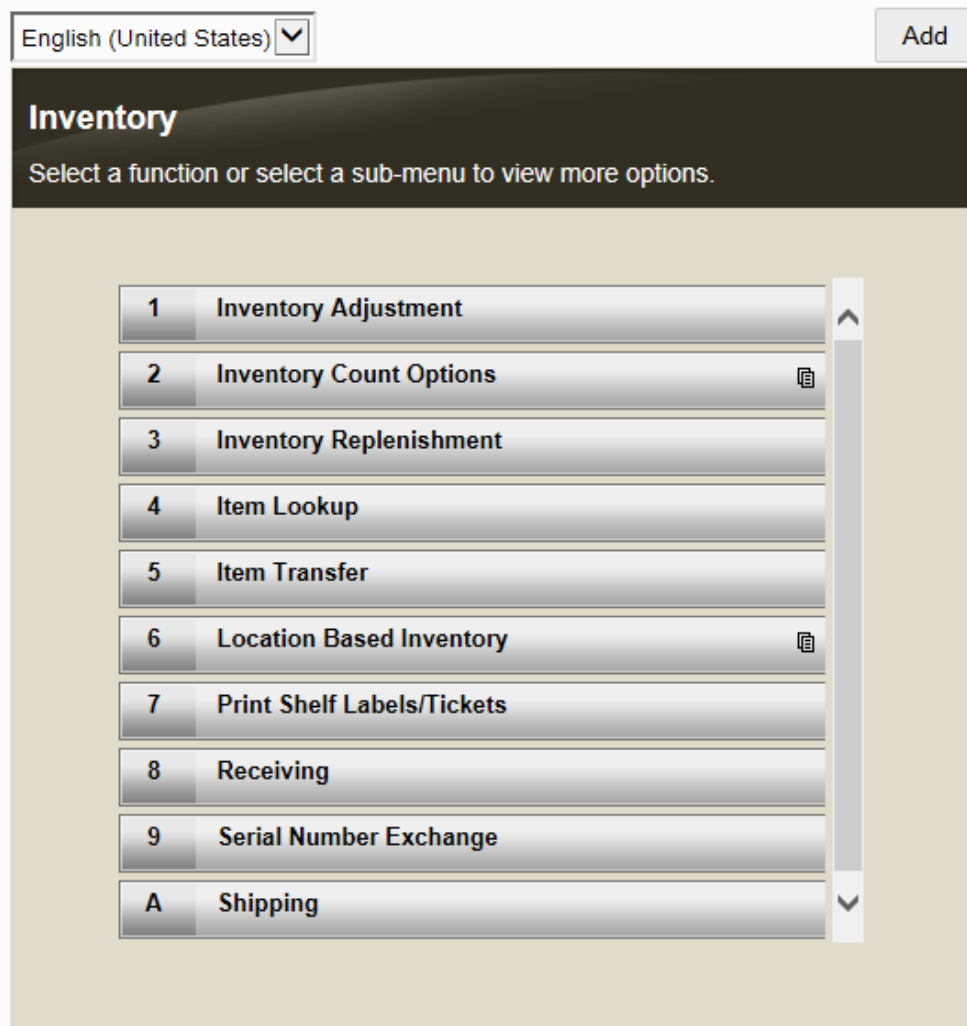 English (United States)
Add
Inventory
Select a function or select a sub-menu to view more options.
1 Inventory Adjustment
2 Inventory Count Options
3 Inventory Replenishment
4 Item Lookup
5 Item Transfer
6 Location Based Inventory
7 Print Shelf Labels/Tickets
8 Receiving
9 Serial Number Exchange
A Shipping